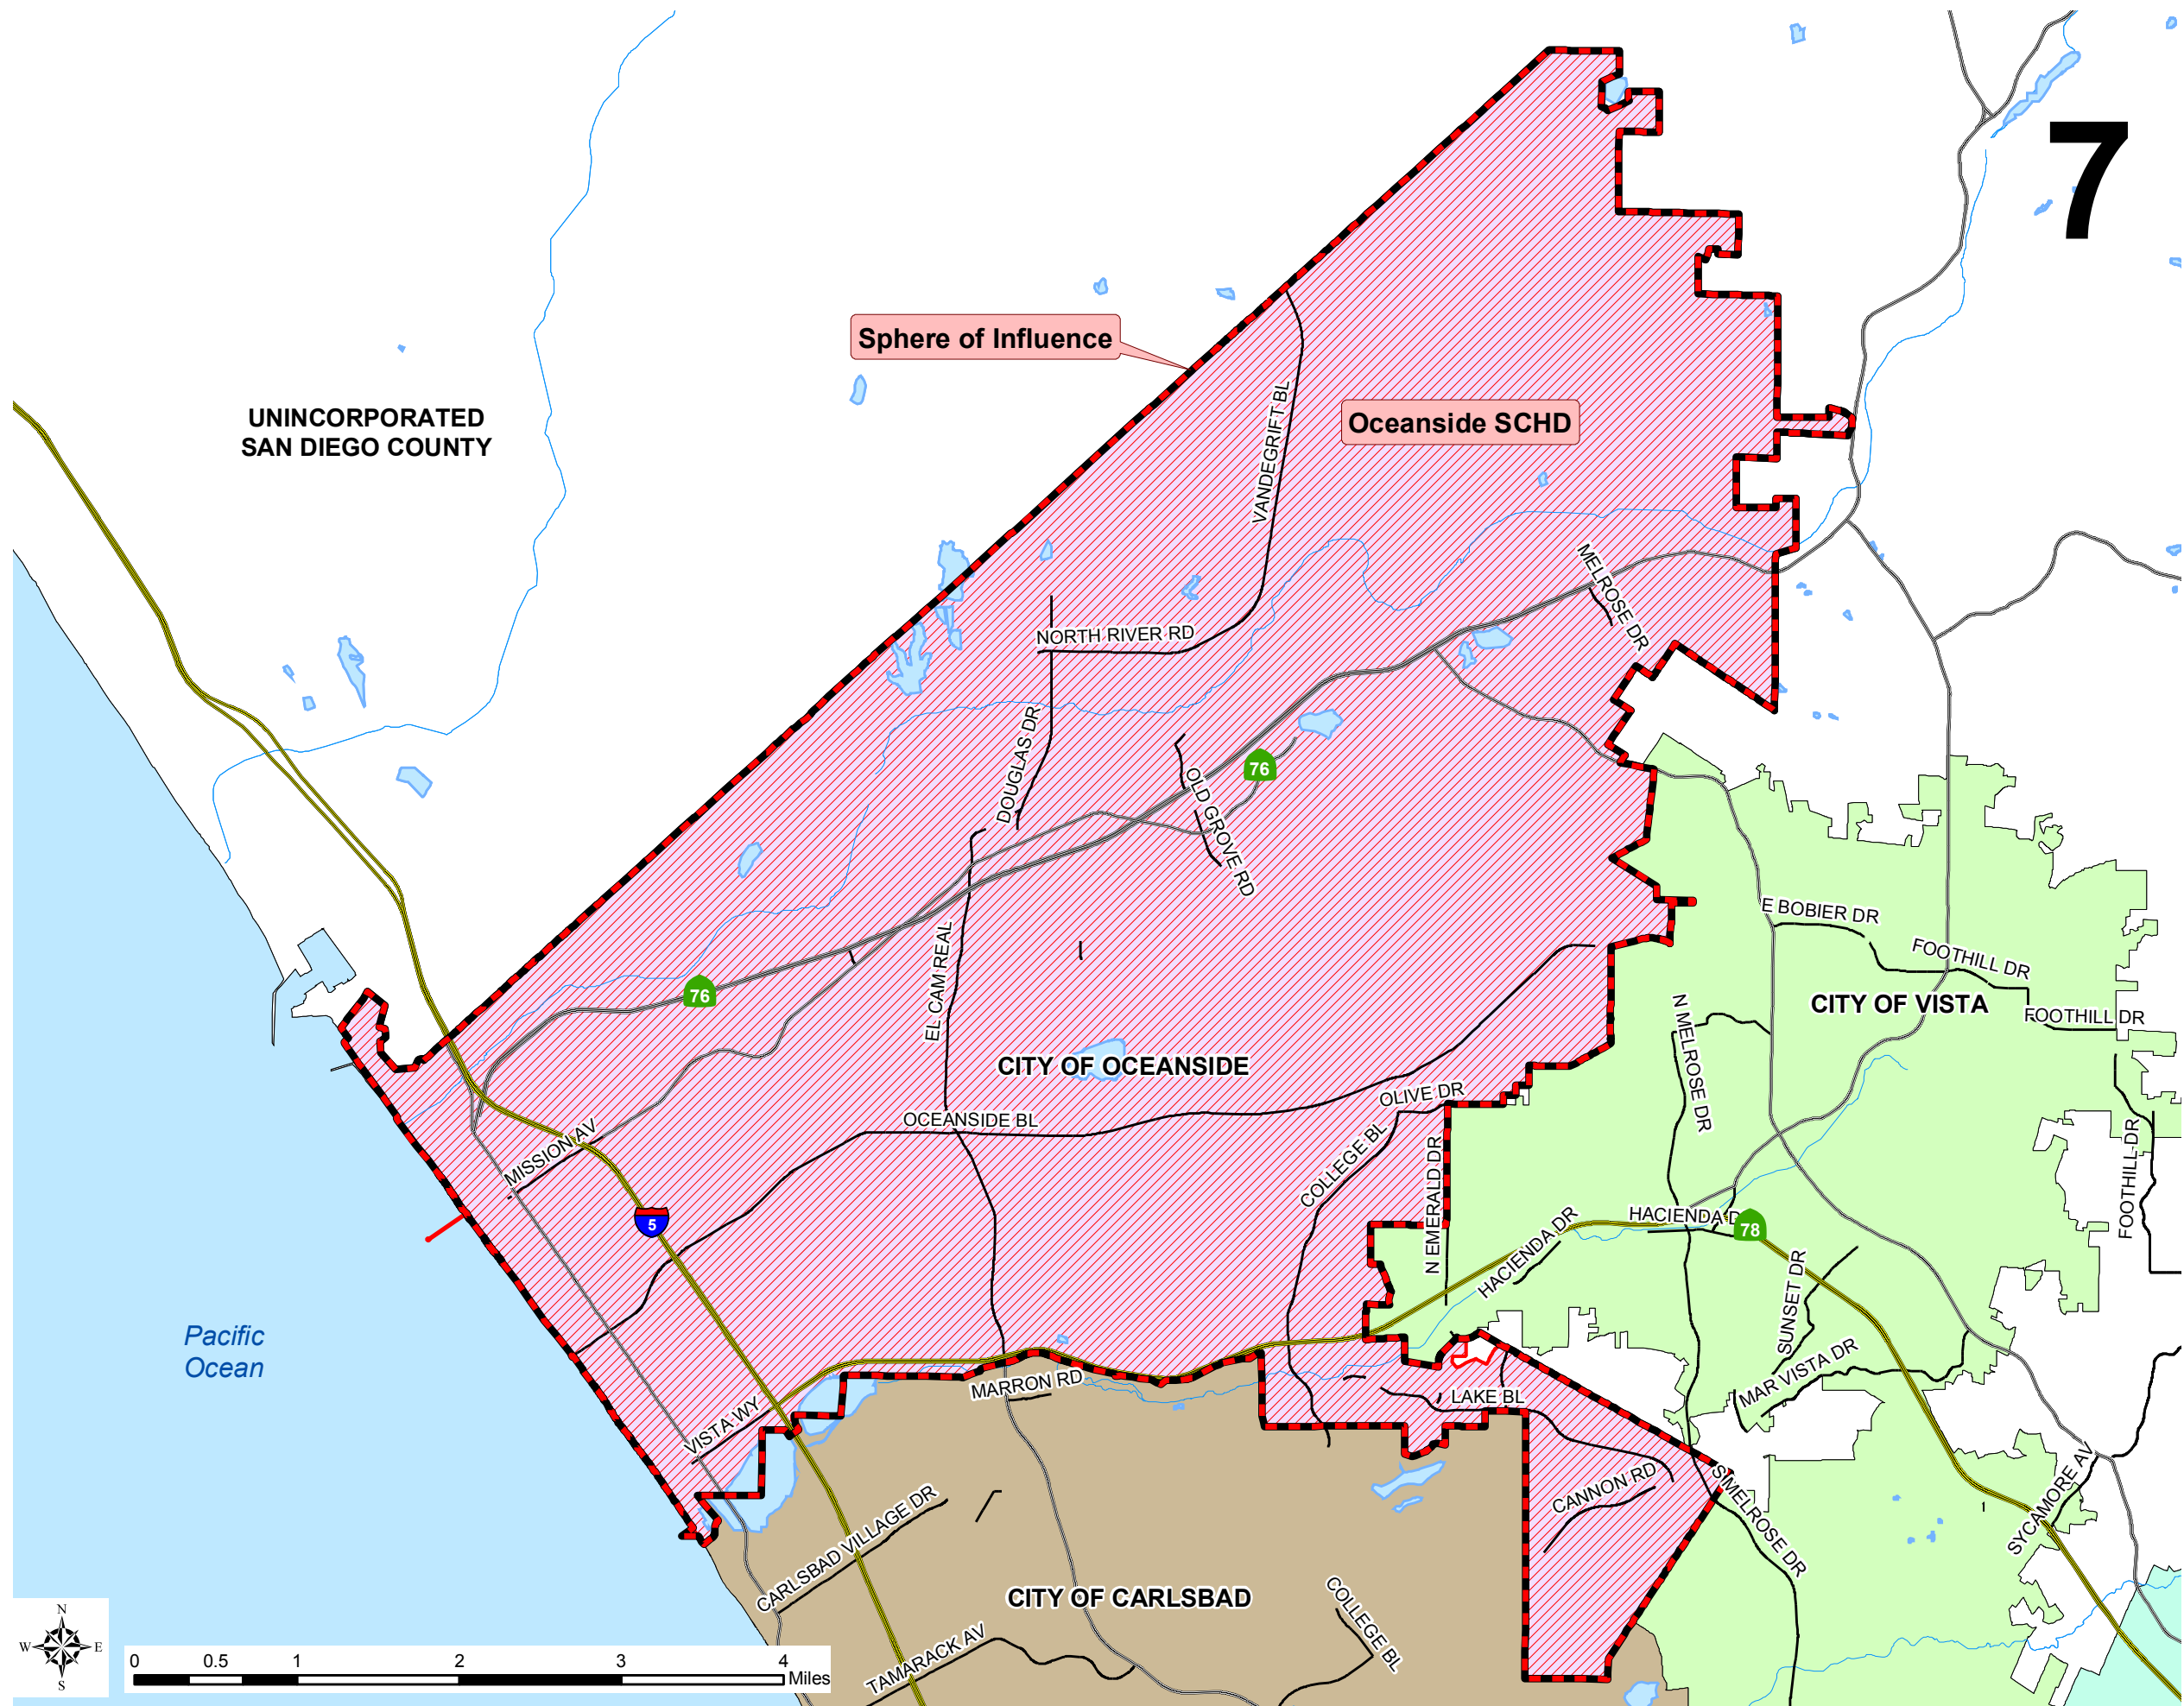 7
Sphere of Influence
UNINCORPORATED
SAN DIEGO COUNTY
Oceanside SCHD
VANDEGRIFT BL
MELROSE DR
NORTH RIVER RD
DOUGLAS DR
76
OLD GROVE RD
E BOBIER DR
FOOTHILL DR
EL CAM REAL
76
CITY OF VISTA
FOOTHILL DR
N MELROSE DR
CITY OF OCEANSIDE
OLIVE DR
OCEANSIDE BL
MISSION AV
COLLEGE BL
N EMERALD DR
FOOTHILL DR
5
HACIENDA DR
HACIENDA D
78
SUNSET DR
Pacific
Ocean
MARRON RD
MAR VISTA DR
LAKE BL
VISTA WY
CANNON RD
S MELROSE DR
SYCAMORE AV
1
CARLSBAD VILLAGE DR
CITY OF CARLSBAD
COLLEGE BL
TAMARACK AV
N
W E
S
0 0.5 1 2 3 4
Miles